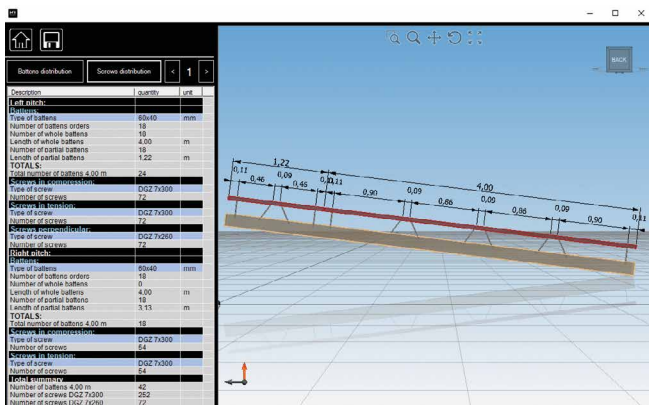 Battens distribution
Screws distribution
< 1 >
Description quantity unit
Left pitch:
Battens:
Type of battens 60x40 mm
Number of battens orders 18
Number of whole battens 10
Length of whole battens 4.00 m
Number of partial battens 18
Length of partial battens 1.22 m
TOTALS:
Total number of battens 4.00 m 24
Screws in compression:
Type of screw DGZ 7x300
Number of screws 72
Screws in tension:
Type of screw DGZ 7x300
Number of screws 72
Screws perpendicular:
Type of screw DGZ 7x260
Number of screws 72
Right pitch:
Battens:
Type of battens 60x40 mm
Number of battens orders 18
Number of whole battens 0
Length of whole battens 4.00 m
Number of partial battens 18
Length of partial battens 3.13 m
TOTALS:
Total number of battens 4.00 m 18
Screws in compression:
Type of screw DGZ 7x300
Number of screws 54
Screws in tension:
Type of screw DGZ 7x300
Number of screws 54
Total summary
Number of battens 4.00 m 42
Number of screws DGZ 7x300 252
Number of screws DGZ 7x260 72
BACK
1,22
4,00
0,11
0,46
0,09
0,46
0,11
0,90
0,09
0,86
0,09
0,86
0,09
0,90
0,11